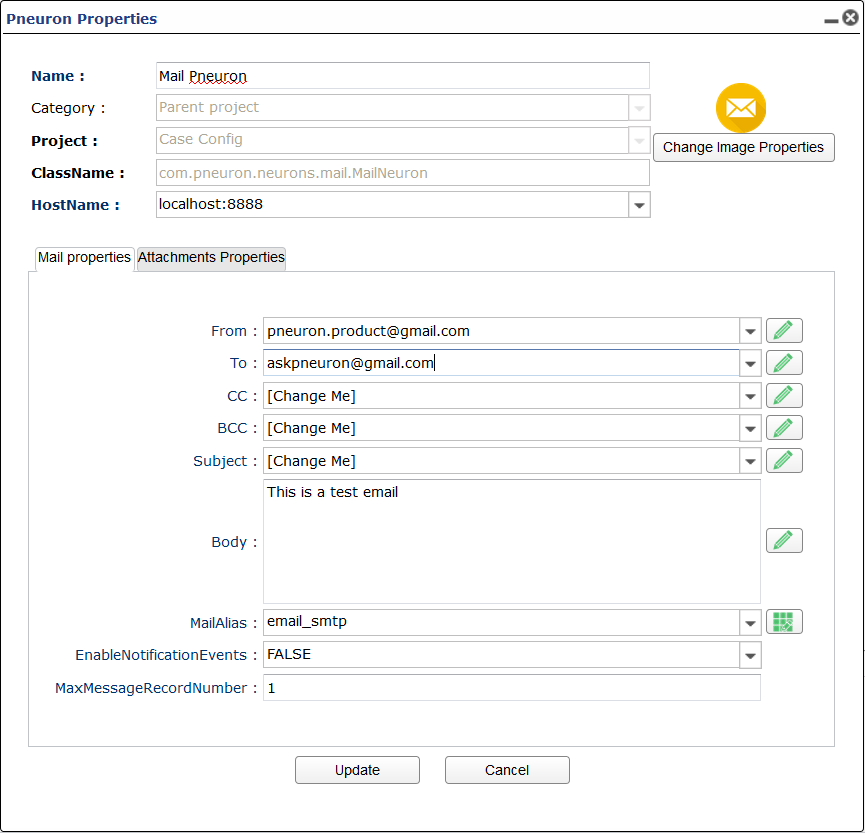 Pneuron Properties
Name : Mail Pneuron
Category : Parent project
Project : Case Config
Change Image Properties
ClassName : com.pneuron.neurons.mail.MailNeuron
HostName : localhost:8888
Mail properties Attachments Properties
From : pneuron.product@gmail.com
To : askpneuron@gmail.com
CC : [Change Me]
BCC : [Change Me]
Subject : [Change Me]
This is a test email
Body :
MailAlias : email_smtp
EnableNotificationEvents : FALSE
MaxMessageRecordNumber : 1
Update Cancel